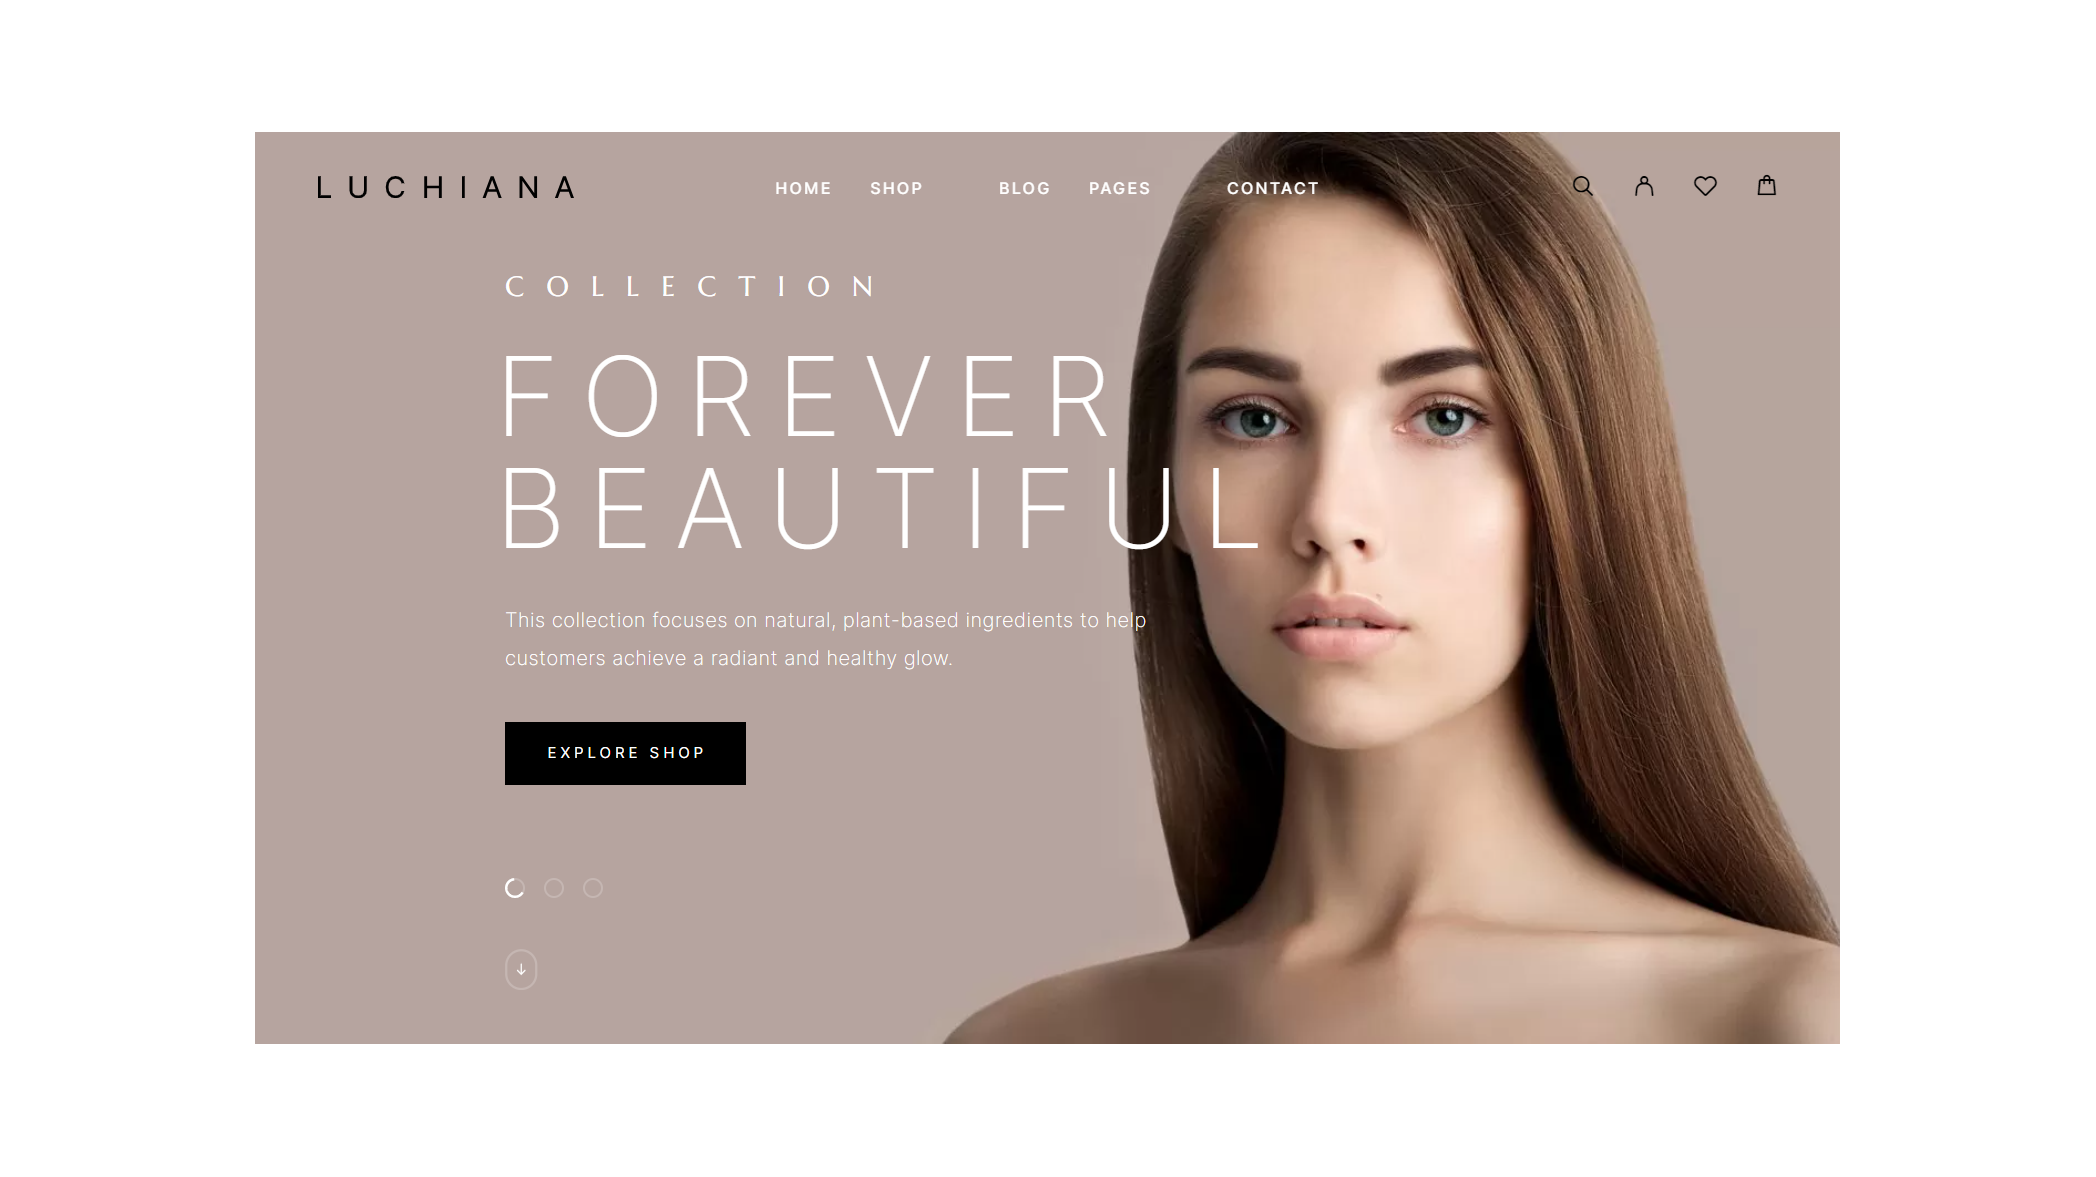 LUCHIANA
HOME SHOP BLOG PAGES CONTACT
COLLECTION
FOREVER
BEAUTIFUL
This collection focuses on natural, plant-based ingredients to help
customers achieve a radiant and healthy glow.
EXPLORE SHOP